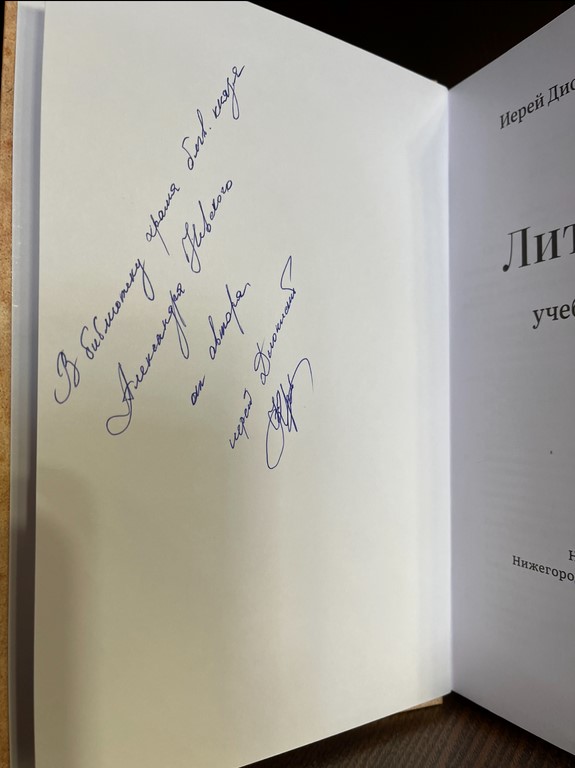 В библиотеку храма блгв. князя
Александра Невского
от автора
иерей Дионисий
Иерей Дио
Лит
учеб
Н
Нижегоро